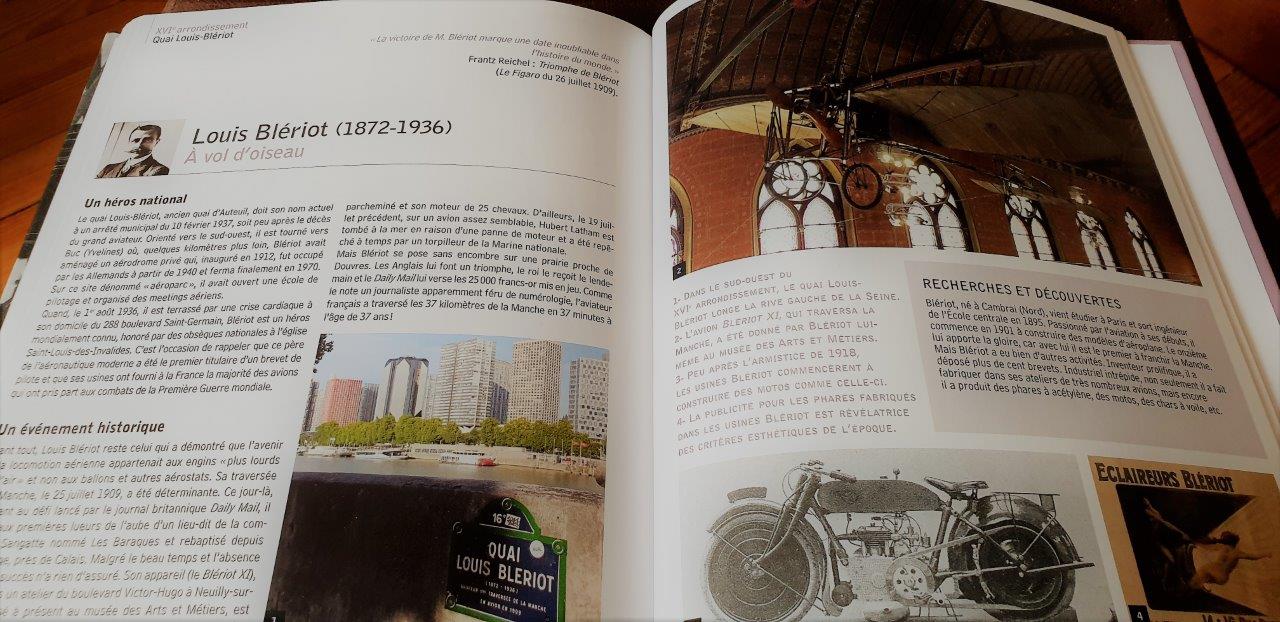 XVIe arrondissement
Quai Louis-Blériot
«La victoire de M. Blériot marque une date inoubliable dans
l'histoire du monde.»
Frantz Reichel : Triomphe de Blériot
(Le Figaro du 26 juillet 1909).
Louis Blériot (1872-1936)
À vol d'oiseau
Un héros national
Le quai Louis-Blériot, ancien quai d'Auteuil, doit son nom actuel
à un arrêté municipal du 10 février 1937, soit peu après le décès
du grand aviateur. Orienté vers le sud-ouest, il est tourné vers
Buc (Yvelines) où, quelques kilomètres plus loin, Blériot avait
aménagé un aérodrome privé qui, inauguré en 1912, fut occupé
par les Allemands à partir de 1940 et ferma finalement en 1970.
Sur ce site dénommé «aéroparc», il avait ouvert une école de
pilotage et organisé des meetings aériens.
Quand, le 1er août 1936, il est terrassé par une crise cardiaque à
son domicile du 288 boulevard Saint-Germain, Blériot est un héros
mondialement connu, honoré par des obsèques nationales à l'église
Saint-Louis-des-Invalides. C'est l'occasion de rappeler que ce père
de l'aéronautique moderne a été le premier titulaire d'un brevet de
pilote et que ses usines ont fourni à la France la majorité des avions
qui ont pris part aux combats de la Première Guerre mondiale.
Un événement historique
ant tout, Louis Blériot reste celui qui a démontré que l'avenir
a locomotion aérienne appartenait aux engins «plus lourds
'air» et non aux ballons et autres aérostats. Sa traversée
Manche, le 25 juillet 1909, a été déterminante. Ce jour-là,
ant au défi lancé par le journal britannique Daily Mail, il
ux premières lueurs de l'aube d'un lieu-dit de la com-
Sangatte nommé Les Baraques et rebaptisé depuis
ge, près de Calais. Malgré le beau temps et l'absence
succès n'a rien d'assuré. Son appareil (le Blériot XI),
s un atelier du boulevard Victor-Hugo à Neuilly-sur-
sé à présent au musée des Arts et Métiers, est
parcheminé et son moteur de 25 chevaux. D'ailleurs, le 19 juil-
let précédent, sur un avion assez semblable, Hubert Latham est
tombé à la mer en raison d'une panne de moteur et a été repê-
ché à temps par un torpilleur de la Marine nationale.
Mais Blériot se pose sans encombre sur une prairie proche de
Douvres. Les Anglais lui font un triomphe, le roi le reçoit le lende-
main et le Daily Mail lui verse les 25 000 francs-or mis en jeu. Comme
le note un journaliste apparemment féru de numérologie, l'aviateur
français a traversé les 37 kilomètres de la Manche en 37 minutes à
l'âge de 37 ans !
16e Arrt
QUAI
LOUIS BLERIOT
(1872 - 1936)
TRAVERSÉE DE LA MANCHE
EN AVION EN 1909
1
2
1- Dans le sud-ouest du
XVIe arrondissement, le quai Louis-
Blériot longe la rive gauche de la Seine.
2- L'avion Blériot XI, qui traversa la
Manche, a été donné par Blériot lui-
même au musée des Arts et Métiers.
3- Peu après l'armistice de 1918,
les usines Blériot commencèrent à
construire des motos comme celle-ci.
4- La publicité pour les phares fabriqués
dans les usines Blériot est révélatrice
des critères esthétiques de l'époque.
RECHERCHES ET DÉCOUVERTES
Blériot, né à Cambrai (Nord), vient étudier à Paris et sort ingénieur
de l'École centrale en 1895. Passionné par l'aviation à ses débuts, il
commence en 1901 à construire des modèles d'aéroplane. Le onzième
lui apporte la gloire, car avec lui il est le premier à franchir la Manche.
Mais Blériot a eu bien d'autres activités. Inventeur prolifique, il a
déposé plus de cent brevets. Industriel intrépide, non seulement il a fait
fabriquer dans ses ateliers de très nombreux avions, mais encore
il a produit des phares à acétylène, des motos, des chars à voile, etc.
ECLAIREURS BLÉRIOT
4